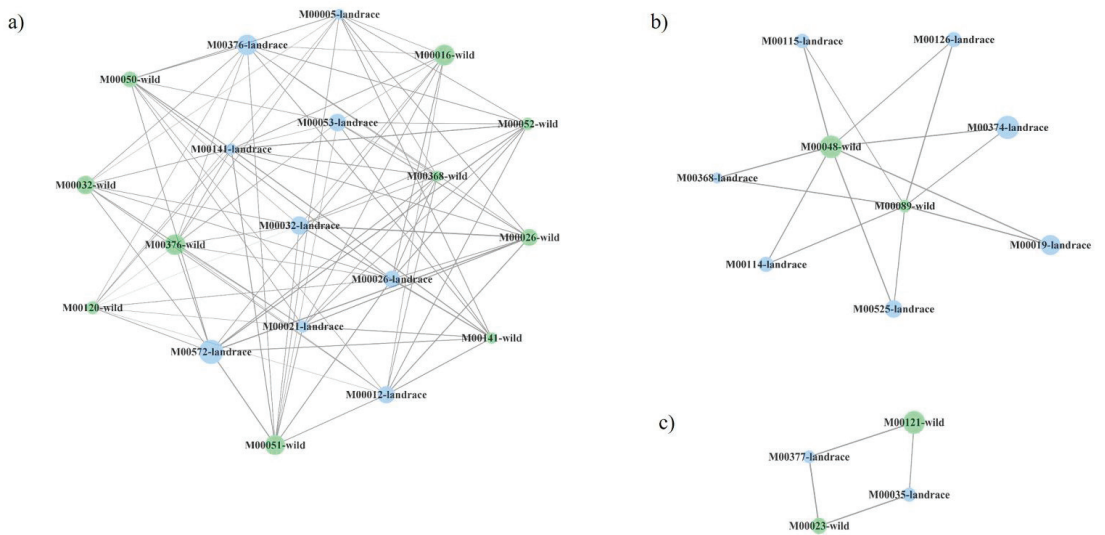 a)
M00005-landrace
M00376-landrace
M00016-wild
M00050-wild
M00053-landrace
M00052-wild
M00141-landrace
M00368-wild
M00032-wild
M00032-landrace
M00376-wild
M00026-wild
M00026-landrace
M00120-wild
M00021-landrace
M00141-wild
M00572-landrace
M00012-landrace
M00051-wild
b)
M00115-landrace
M00126-landrace
M00374-landrace
M00048-wild
M00368-landrace
M00089-wild
M00019-landrace
M00114-landrace
M00525-landrace
c)
M00121-wild
M00377-landrace
M00035-landrace
M00023-wild